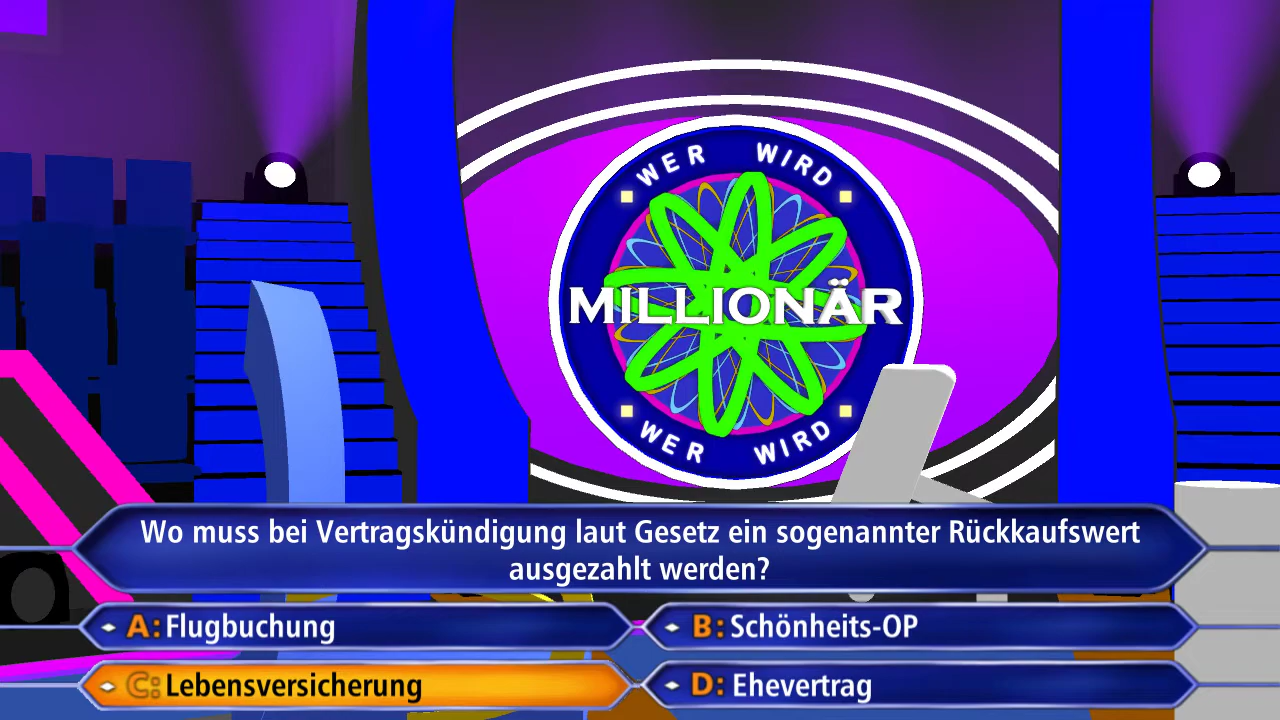 WER WIRD
MILLIONÄR
WER WIRD
Wo muss bei Vertragskündigung laut Gesetz ein sogenannter Rückkaufswert
ausgezahlt werden?
A: Flugbuchung
B: Schönheits-OP
C: Lebensversicherung
D: Ehevertrag